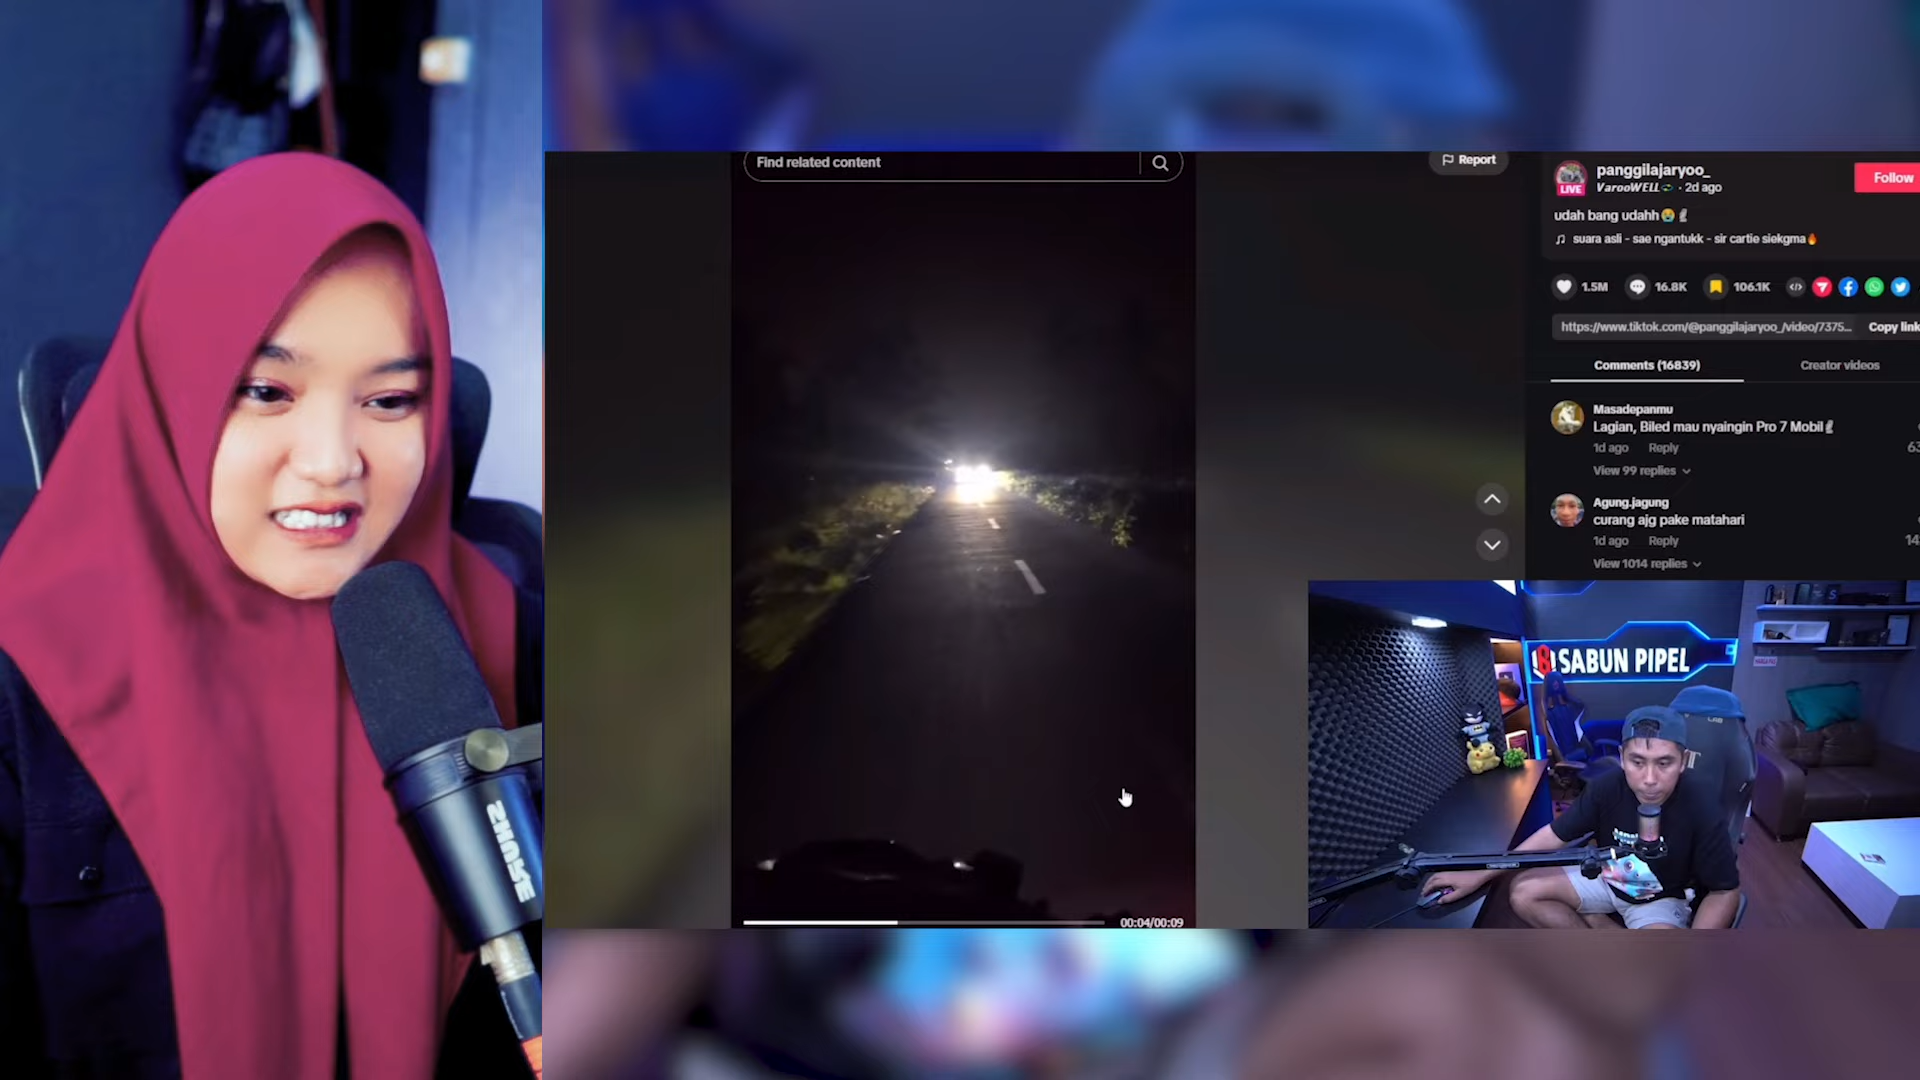 Find related content
Report
LIVE
panggilajaryoo_
VarooWELL · 2d ago
Follow
udah bang udahh😭✌
suara asli - sae ngantukk - sir cartie siekgma🔥
1.5M
16.8K
106.1K
https://www.tiktok.com/@panggilajaryoo_/video/7375...
Copy link
Comments (16839)
Creator videos
Masadepanmu
Lagian, Biled mau nyaingin Pro 7 Mobil
1d ago Reply
View 99 replies
Agung.jagung
curang ajg pake matahari
1d ago Reply
View 1014 replies
SABUN PIPEL
SHURE
00:04/00:09